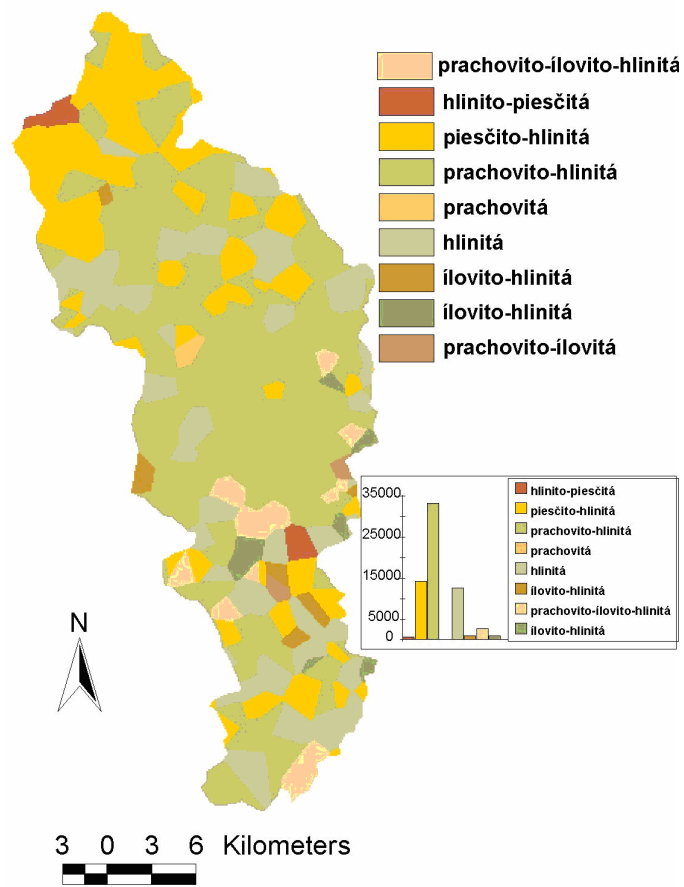 prachovito-ílovito-hlinitá
hlinito-piesčitá
piesčito-hlinitá
prachovito-hlinitá
prachovitá
hlinitá
ílovito-hlinitá
ílovito-hlinitá
prachovito-ílovitá
35000
25000
15000
5000
0
hlinito-piesčitá
piesčito-hlinitá
prachovito-hlinitá
prachovitá
hlinitá
ílovito-hlinitá
prachovito-ílovito-hlinitá
ílovito-hlinitá
N
3 0 3 6 Kilometers